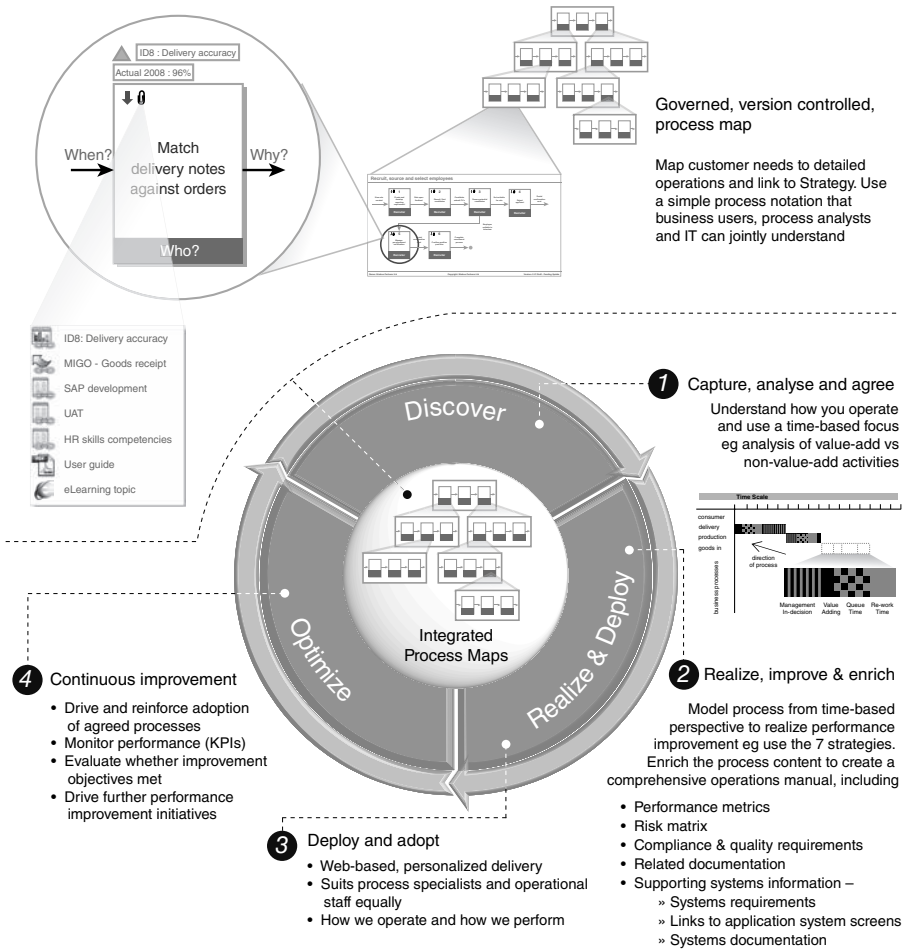 ID8 : Delivery accuracy
Actual 2008 : 96%
When?
Match
delivery notes
against orders
Why?
Who?
Recruit, source and select employees
Governed, version controlled,
process map
Map customer needs to detailed
operations and link to Strategy. Use
a simple process notation that
business users, process analysts
and IT can jointly understand
ID8: Delivery accuracy
MIGO - Goods receipt
SAP development
UAT
HR skills competencies
User guide
eLearning topic
Discover
Realize & Deploy
Optimize
Integrated
Process Maps
1 Capture, analyse and agree
Understand how you operate
and use a time-based focus
eg analysis of value-add vs
non-value-add activities
Time Scale
consumer
delivery
production
goods in
direction
of process
business processes
Management
In-decision
Value
Adding
Queue
Time
Re-work
Time
2 Realize, improve & enrich
Model process from time-based
perspective to realize performance
improvement eg use the 7 strategies.
Enrich the process content to create a
comprehensive operations manual, including
• Performance metrics
• Risk matrix
• Compliance & quality requirements
• Related documentation
• Supporting systems information –
» Systems requirements
» Links to application system screens
» Systems documentation
3 Deploy and adopt
• Web-based, personalized delivery
• Suits process specialists and operational
staff equally
• How we operate and how we perform
4 Continuous improvement
• Drive and reinforce adoption
of agreed processes
• Monitor performance (KPIs)
• Evaluate whether improvement
objectives met
• Drive further performance
improvement initiatives